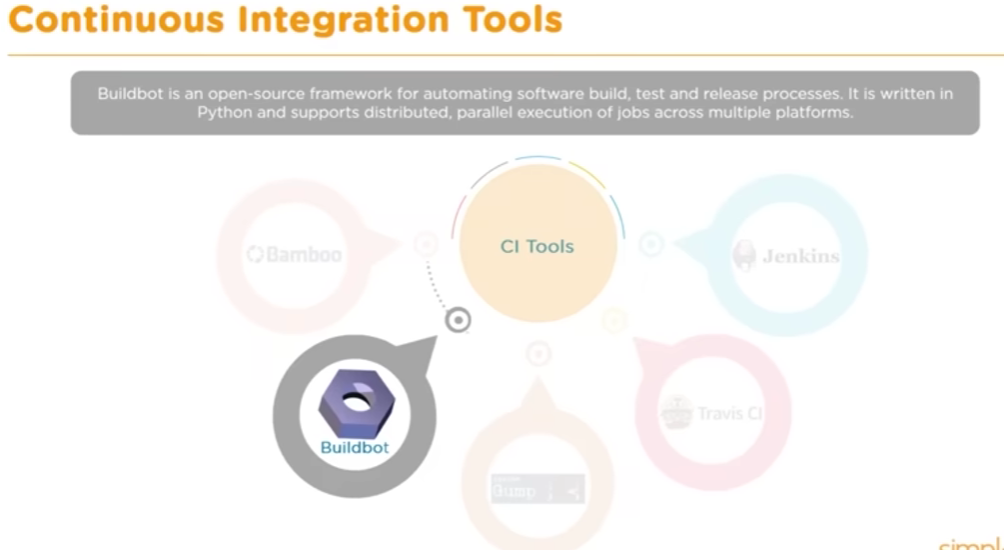 Continuous Integration Tools
Buildbot is an open-source framework for automating software build, test and release processes. It is written in
Python and supports distributed, parallel execution of jobs across multiple platforms.
CI Tools
Bamboo
Jenkins
Buildbot
Travis CI
Gump
simpl